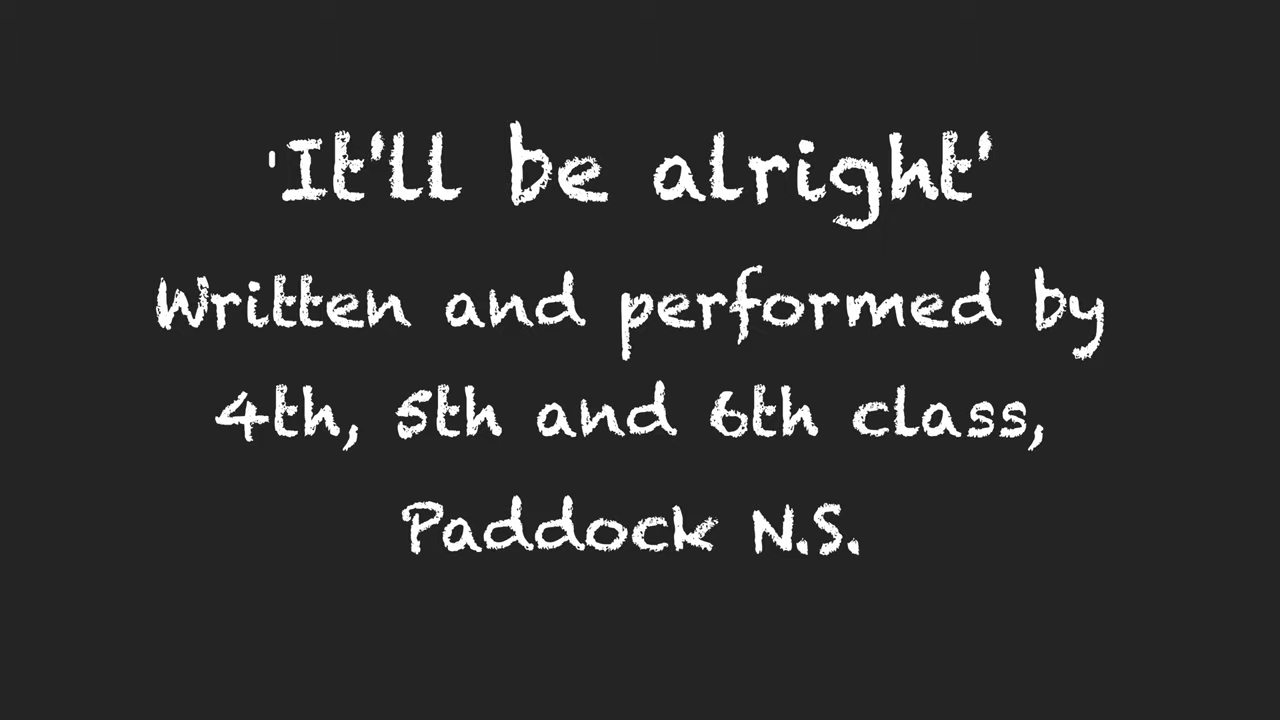 'It'll be alright'
Written and performed by
4th, 5th and 6th class,
Paddock N.S.